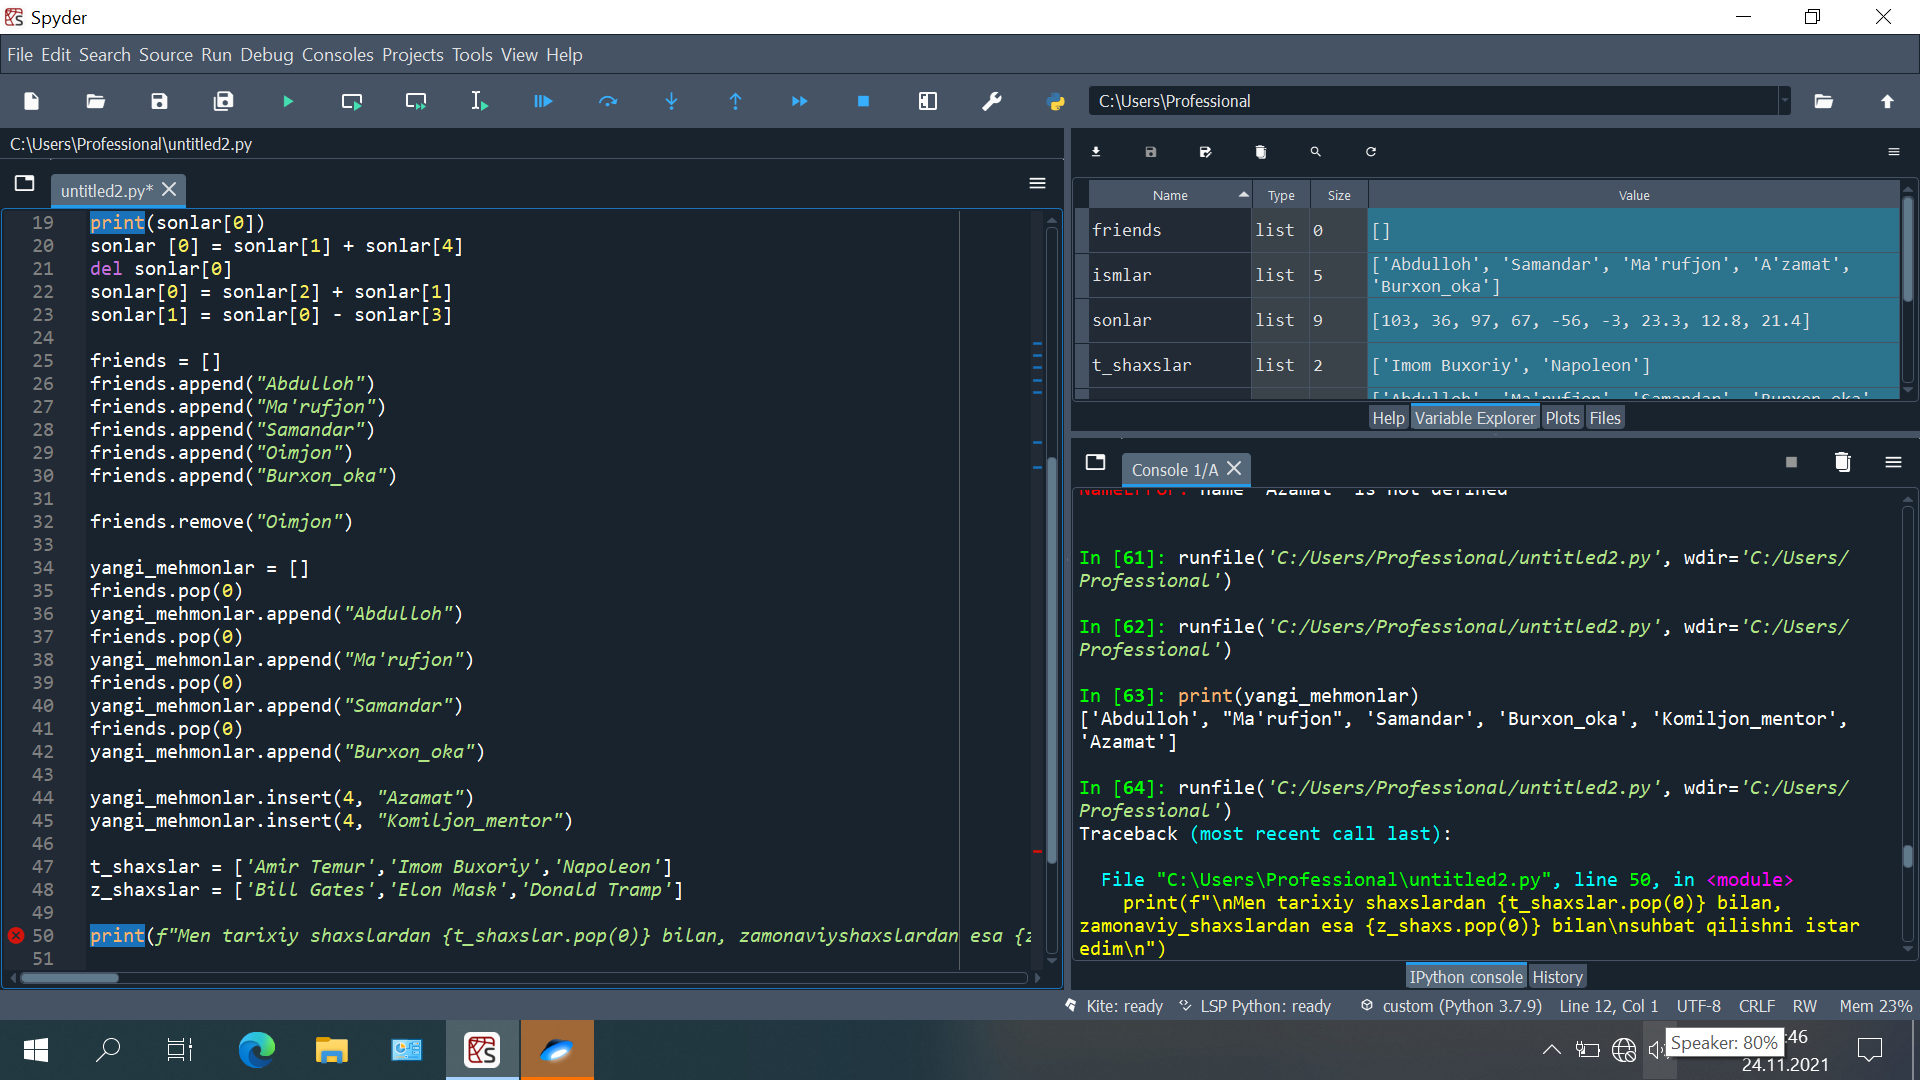 Spyder
File Edit Search Source Run Debug Consoles Projects Tools View Help
C:\Users\Professional
C:\Users\Professional\untitled2.py
untitled2.py*
19 print(sonlar[0])
20 sonlar [0] = sonlar[1] + sonlar[4]
21 del sonlar[0]
22 sonlar[0] = sonlar[2] + sonlar[1]
23 sonlar[1] = sonlar[0] - sonlar[3]
24
25 friends = []
26 friends.append("Abdulloh")
27 friends.append("Ma'rufjon")
28 friends.append("Samandar")
29 friends.append("Oimjon")
30 friends.append("Burxon_oka")
31
32 friends.remove("Oimjon")
33
34 yangi_mehmonlar = []
35 friends.pop(0)
36 yangi_mehmonlar.append("Abdulloh")
37 friends.pop(0)
38 yangi_mehmonlar.append("Ma'rufjon")
39 friends.pop(0)
40 yangi_mehmonlar.append("Samandar")
41 friends.pop(0)
42 yangi_mehmonlar.append("Burxon_oka")
43
44 yangi_mehmonlar.insert(4, "Azamat")
45 yangi_mehmonlar.insert(4, "Komiljon_mentor")
46
47 t_shaxslar = ['Amir Temur','Imom Buxoriy','Napoleon']
48 z_shaxslar = ['Bill Gates','Elon Mask','Donald Tramp']
49
50 print(f"Men tarixiy shaxslardan {t_shaxslar.pop(0)} bilan, zamonaviyshaxslardan esa {z
51
Name Type Size Value
friends list 0 []
ismlar list 5 ['Abdulloh', 'Samandar', 'Ma'rufjon', 'A'zamat',
'Burxon_oka']
sonlar list 9 [103, 36, 97, 67, -56, -3, 23.3, 12.8, 21.4]
t_shaxslar list 2 ['Imom Buxoriy', 'Napoleon']
['Abdulloh', 'Ma'rufjon', 'Samandar', 'Burxon_oka'
Help Variable Explorer Plots Files
Console 1/A
NameError: name 'Azamat' is not defined
In [61]: runfile('C:/Users/Professional/untitled2.py', wdir='C:/Users/
Professional')
In [62]: runfile('C:/Users/Professional/untitled2.py', wdir='C:/Users/
Professional')
In [63]: print(yangi_mehmonlar)
['Abdulloh', "Ma'rufjon", 'Samandar', 'Burxon_oka', 'Komiljon_mentor',
'Azamat']
In [64]: runfile('C:/Users/Professional/untitled2.py', wdir='C:/Users/
Professional')
Traceback (most recent call last):
File "C:\Users\Professional\untitled2.py", line 50, in <module>
print(f"\nMen tarixiy shaxslardan {t_shaxslar.pop(0)} bilan,
zamonaviy_shaxslardan esa {z_shaxs.pop(0)} bilan\nsuhbat qilishni istar
edim\n")
IPython console History
Kite: ready LSP Python: ready custom (Python 3.7.9) Line 12, Col 1 UTF-8 CRLF RW Mem 23%
Speaker: 80%
:46
24.11.2021